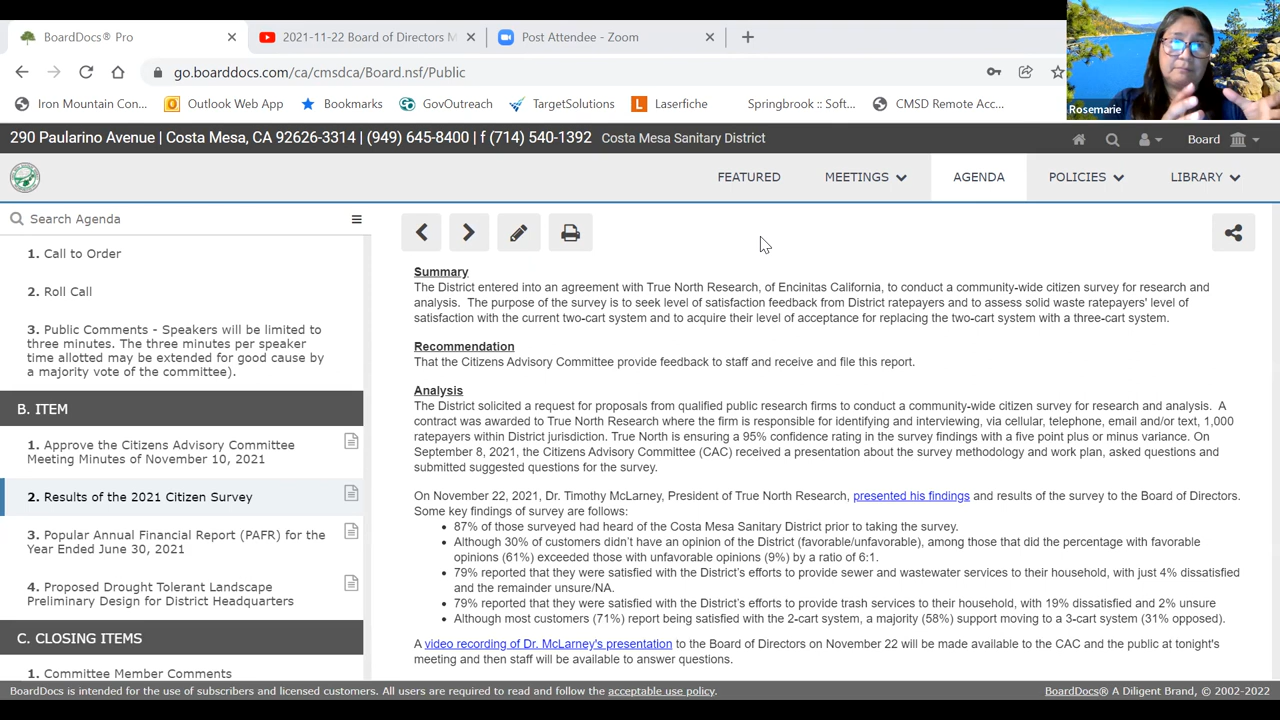 BoardDocs® Pro
2021-11-22 Board of Directors M
Post Attendee - Zoom
go.boarddocs.com/ca/cmsdca/Board.nsf/Public
Iron Mountain Con...
Outlook Web App
Bookmarks
GovOutreach
TargetSolutions
Laserfiche
Springbrook :: Soft...
CMSD Remote Acc...
Rosemarie
290 Paularino Avenue | Costa Mesa, CA 92626-3314 | (949) 645-8400 | f (714) 540-1392 Costa Mesa Sanitary District
Board
FEATURED
MEETINGS
AGENDA
POLICIES
LIBRARY
Search Agenda
1. Call to Order
2. Roll Call
3. Public Comments - Speakers will be limited to
three minutes. The three minutes per speaker
time allotted may be extended for good cause by
a majority vote of the committee).
B. ITEM
1. Approve the Citizens Advisory Committee
Meeting Minutes of November 10, 2021
2. Results of the 2021 Citizen Survey
3. Popular Annual Financial Report (PAFR) for the
Year Ended June 30, 2021
4. Proposed Drought Tolerant Landscape
Preliminary Design for District Headquarters
C. CLOSING ITEMS
1. Committee Member Comments
Summary
The District entered into an agreement with True North Research, of Encinitas California, to conduct a community-wide citizen survey for research and
analysis. The purpose of the survey is to seek level of satisfaction feedback from District ratepayers and to assess solid waste ratepayers' level of
satisfaction with the current two-cart system and to acquire their level of acceptance for replacing the two-cart system with a three-cart system.
Recommendation
That the Citizens Advisory Committee provide feedback to staff and receive and file this report.
Analysis
The District solicited a request for proposals from qualified public research firms to conduct a community-wide citizen survey for research and analysis. A
contract was awarded to True North Research where the firm is responsible for identifying and interviewing, via cellular, telephone, email and/or text, 1,000
ratepayers within District jurisdiction. True North is ensuring a 95% confidence rating in the survey findings with a five point plus or minus variance. On
September 8, 2021, the Citizens Advisory Committee (CAC) received a presentation about the survey methodology and work plan, asked questions and
submitted suggested questions for the survey.
On November 22, 2021, Dr. Timothy McLarney, President of True North Research, presented his findings and results of the survey to the Board of Directors.
Some key findings of survey are follows:
• 87% of those surveyed had heard of the Costa Mesa Sanitary District prior to taking the survey.
• Although 30% of customers didn't have an opinion of the District (favorable/unfavorable), among those that did the percentage with favorable
opinions (61%) exceeded those with unfavorable opinions (9%) by a ratio of 6:1.
• 79% reported that they were satisfied with the District's efforts to provide sewer and wastewater services to their household, with just 4% dissatisfied
and the remainder unsure/NA.
• 79% reported that they were satisfied with the District's efforts to provide trash services to their household, with 19% dissatisfied and 2% unsure
• Although most customers (71%) report being satisfied with the 2-cart system, a majority (58%) support moving to a 3-cart system (31% opposed).
A video recording of Dr. McLarney's presentation to the Board of Directors on November 22 will be made available to the CAC and the public at tonight's
meeting and then staff will be available to answer questions.
BoardDocs is intended for the use of subscribers and licensed customers. All users are required to read and follow the acceptable use policy.
BoardDocs® A Diligent Brand, © 2002-2022